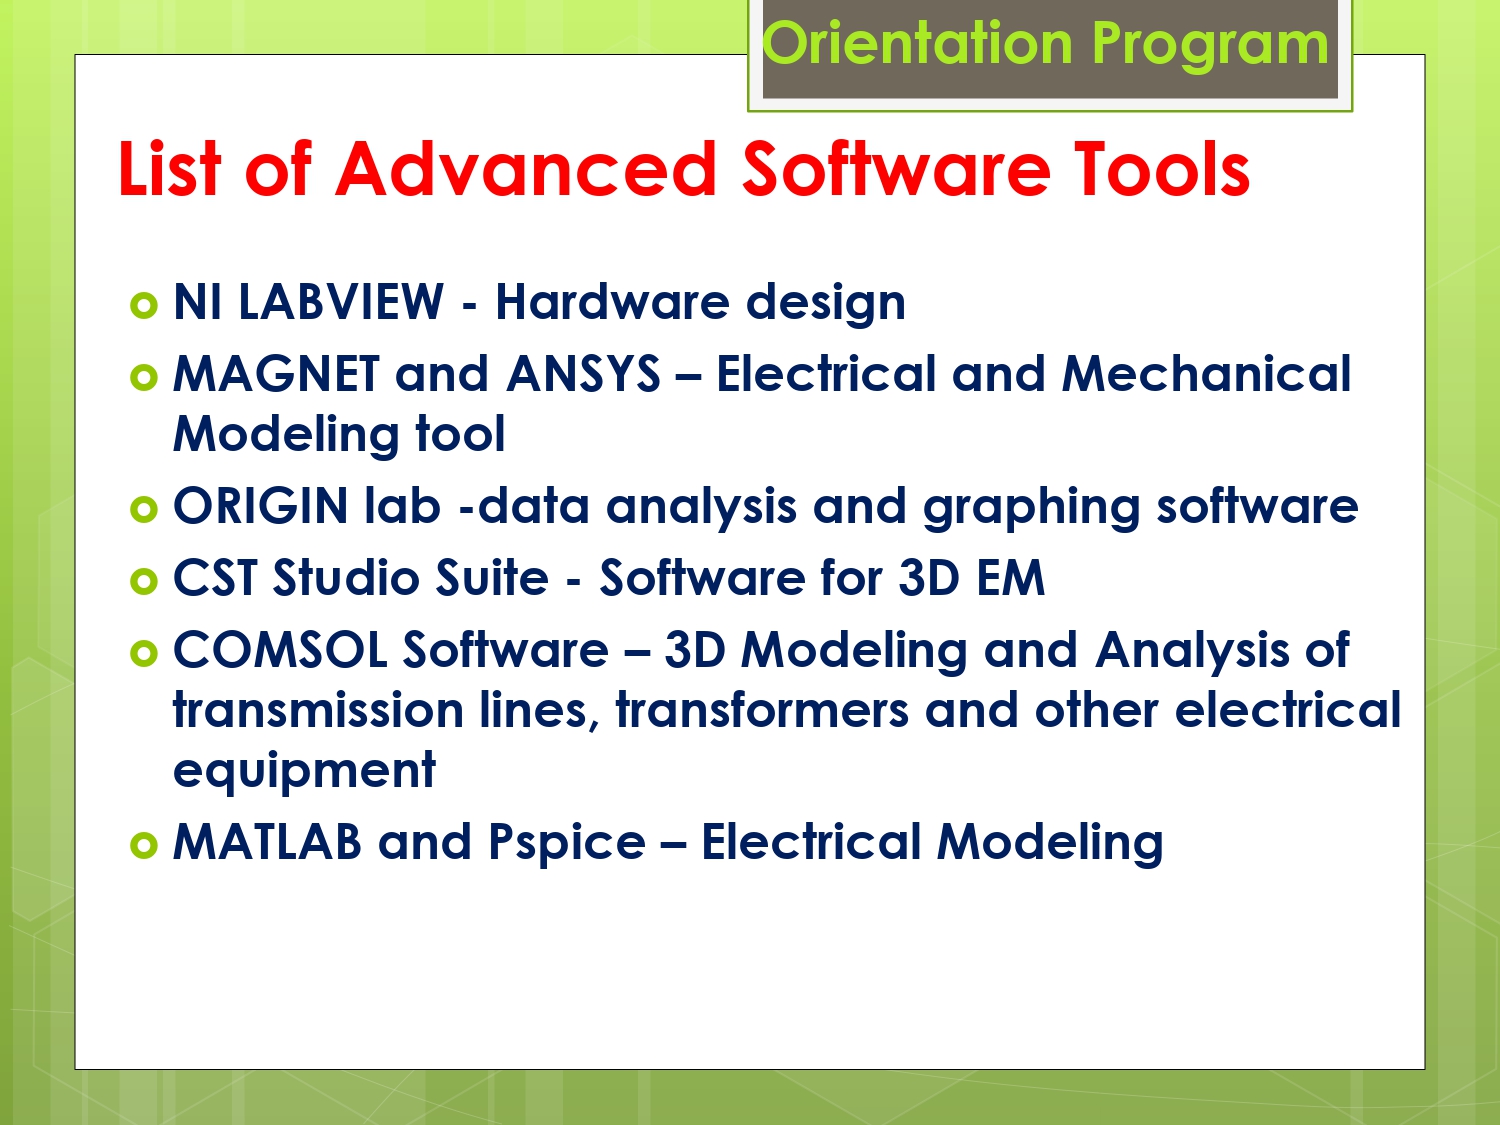 Orientation Program
List of Advanced Software Tools
NI LABVIEW - Hardware design
MAGNET and ANSYS – Electrical and Mechanical
Modeling tool
ORIGIN lab -data analysis and graphing software
CST Studio Suite - Software for 3D EM
COMSOL Software – 3D Modeling and Analysis of
transmission lines, transformers and other electrical
equipment
MATLAB and Pspice – Electrical Modeling